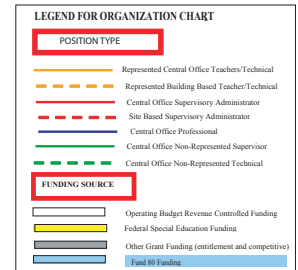 LEGEND FOR ORGANIZATION CHART
POSITION TYPE
Represented Central Office Teachers/Technical
Represented Building Based Teacher/Technical
Central Office Supervisory Administrator
Site Based Supervisory Administrator
Central Office Professional
Central Office Non-Represented Supervisor
Central Office Non-Represented Technical
FUNDING SOURCE
Operating Budget Revenue Controlled Funding
Federal Special Education Funding
Other Grant Funding (entitlement and competitive)
Fund 80 Funding